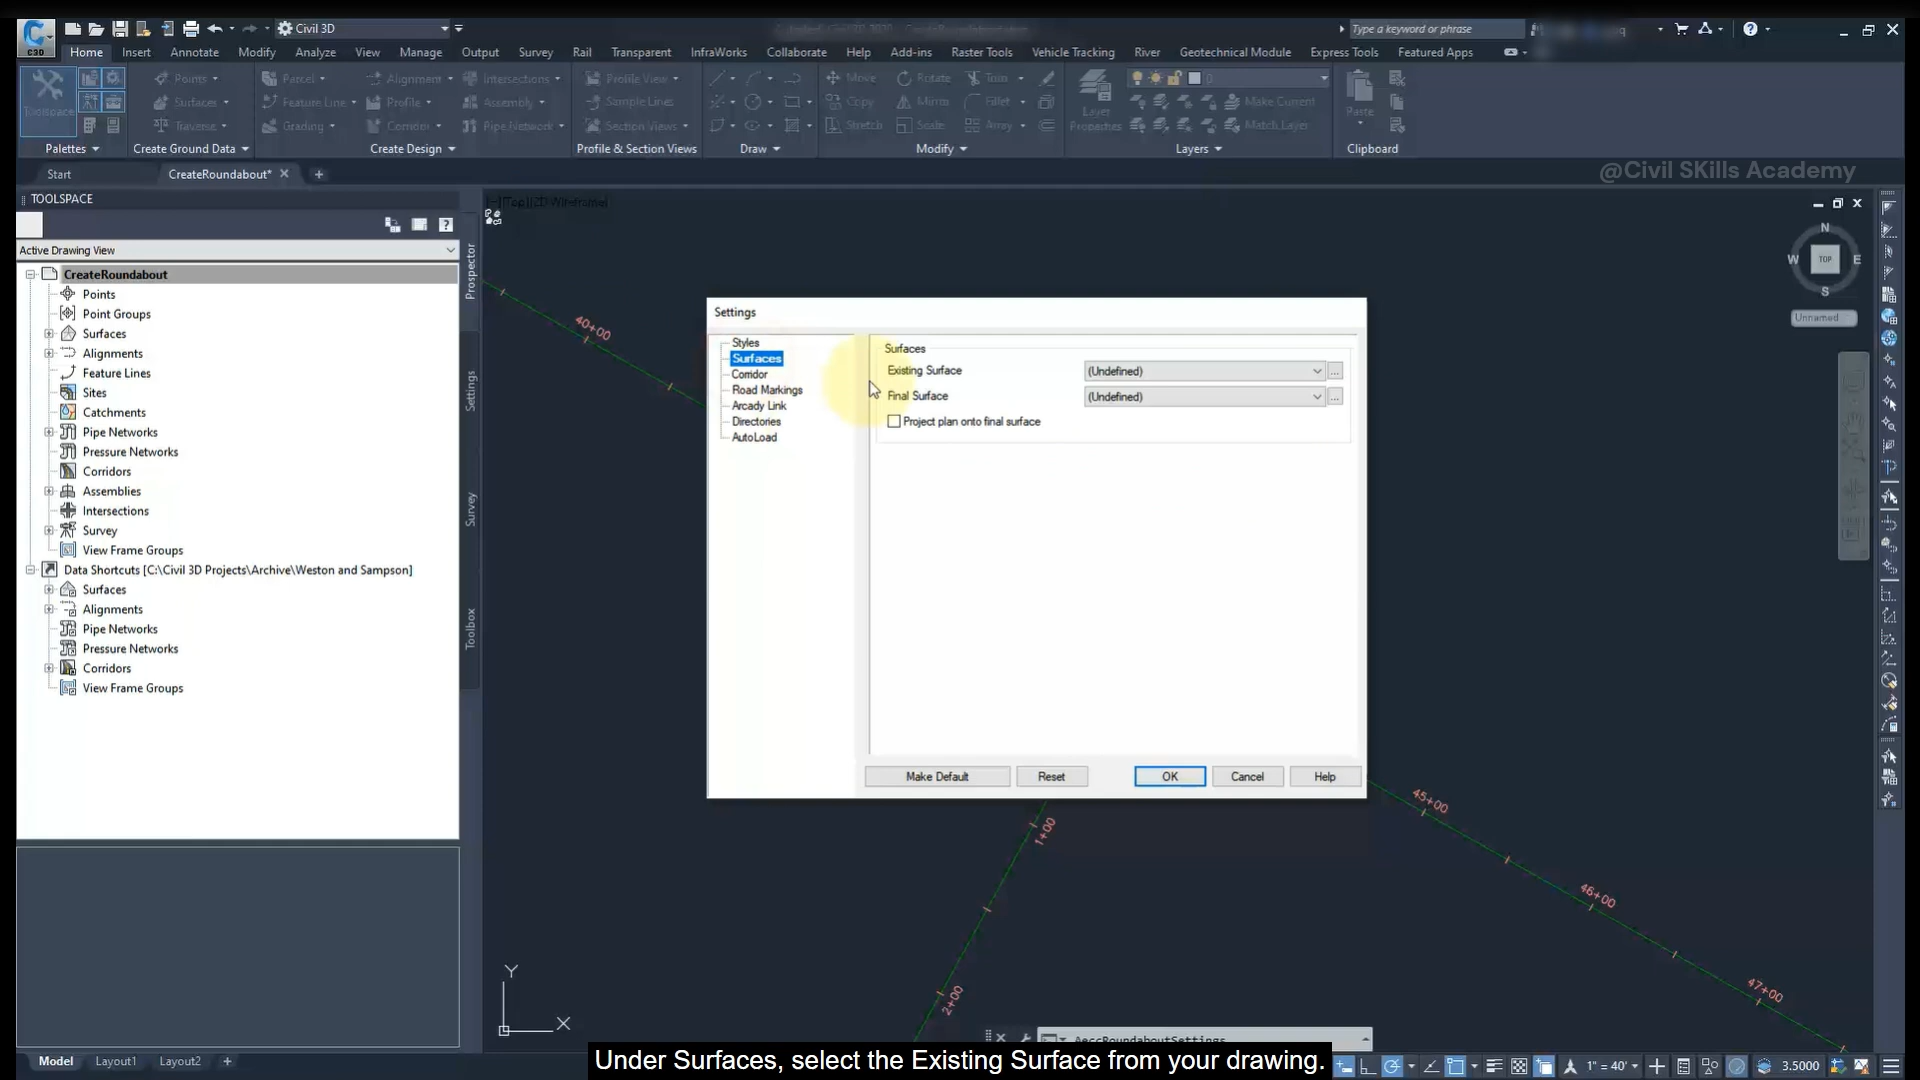 C3D
Civil 3D
Type a keyword or phrase
Home Insert Annotate Modify Analyze View Manage Output Survey Rail Transparent InfraWorks Collaborate Help Add-ins Raster Tools Vehicle Tracking River Geotechnical Module Express Tools Featured Apps
Points Parcel Alignment Intersections Profile View Move Rotate Trim 0
Surfaces Feature Line Profile Assembly Sample Lines Copy Mirror Fillet Make Current
Toolspace Layer Properties Paste
Traverse Grading Corridor Pipe Network Section Views Stretch Scale Array Match Layer
Palettes Create Ground Data Create Design Profile & Section Views Draw Modify Layers Clipboard
Start CreateRoundabout*
@Civil SKills Academy
TOOLSPACE
[-][Top][2D Wireframe]
Active Drawing View
CreateRoundabout
Points
Point Groups
Surfaces
Alignments
Feature Lines
Sites
Catchments
Pipe Networks
Pressure Networks
Corridors
Assemblies
Intersections
Survey
View Frame Groups
Data Shortcuts [C:\Civil 3D Projects\Archive\Weston and Sampson]
Surfaces
Alignments
Pipe Networks
Pressure Networks
Corridors
View Frame Groups
Prospector
Settings
Survey
Toolbox
N
W TOP E
S
Unnamed
40+00
Settings
Styles
Surfaces
Corridor
Road Markings
Arcady Link
Directories
AutoLoad
Surfaces
Existing Surface (Undefined) ...
Final Surface (Undefined) ...
Project plan onto final surface
Make Default Reset OK Cancel Help
45+00
1+00
46+00
47+00
2+00
Y
X
AeccRoundaboutSettings
Under Surfaces, select the Existing Surface from your drawing.
Model Layout1 Layout2 +
1" = 40' 3.5000